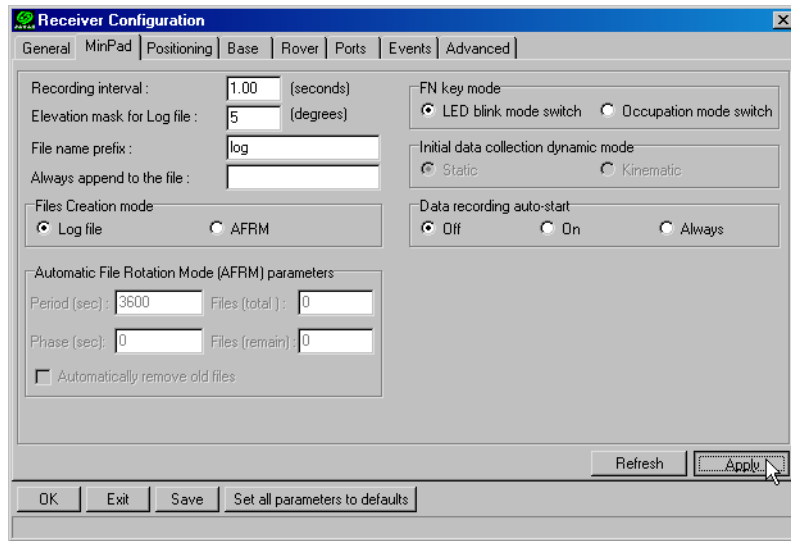 Receiver Configuration
General MinPad Positioning Base Rover Ports Events Advanced
Recording interval : 1.00 (seconds)
Elevation mask for Log file : 5 (degrees)
File name prefix : log
Always append to the file :
Files Creation mode
Log file AFRM
Automatic File Rotation Mode (AFRM) parameters
Period (sec) : 3600 Files (total ) : 0
Phase (sec): 0 Files (remain) : 0
Automatically remove old files
FN key mode
LED blink mode switch Occupation mode switch
Initial data collection dynamic mode
Static Kinematic
Data recording auto-start
Off On Always
Refresh Apply
OK Exit Save Set all parameters to defaults